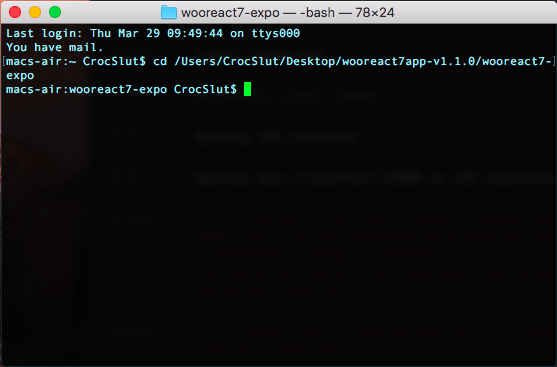 wooreact7-expo — -bash — 78×24
Last login: Thu Mar 29 09:49:44 on ttys000
You have mail.
[macs-air:~ CrocSlut$ cd /Users/CrocSlut/Desktop/wooreact7app-v1.1.0/wooreact7-]
expo
macs-air:wooreact7-expo CrocSlut$